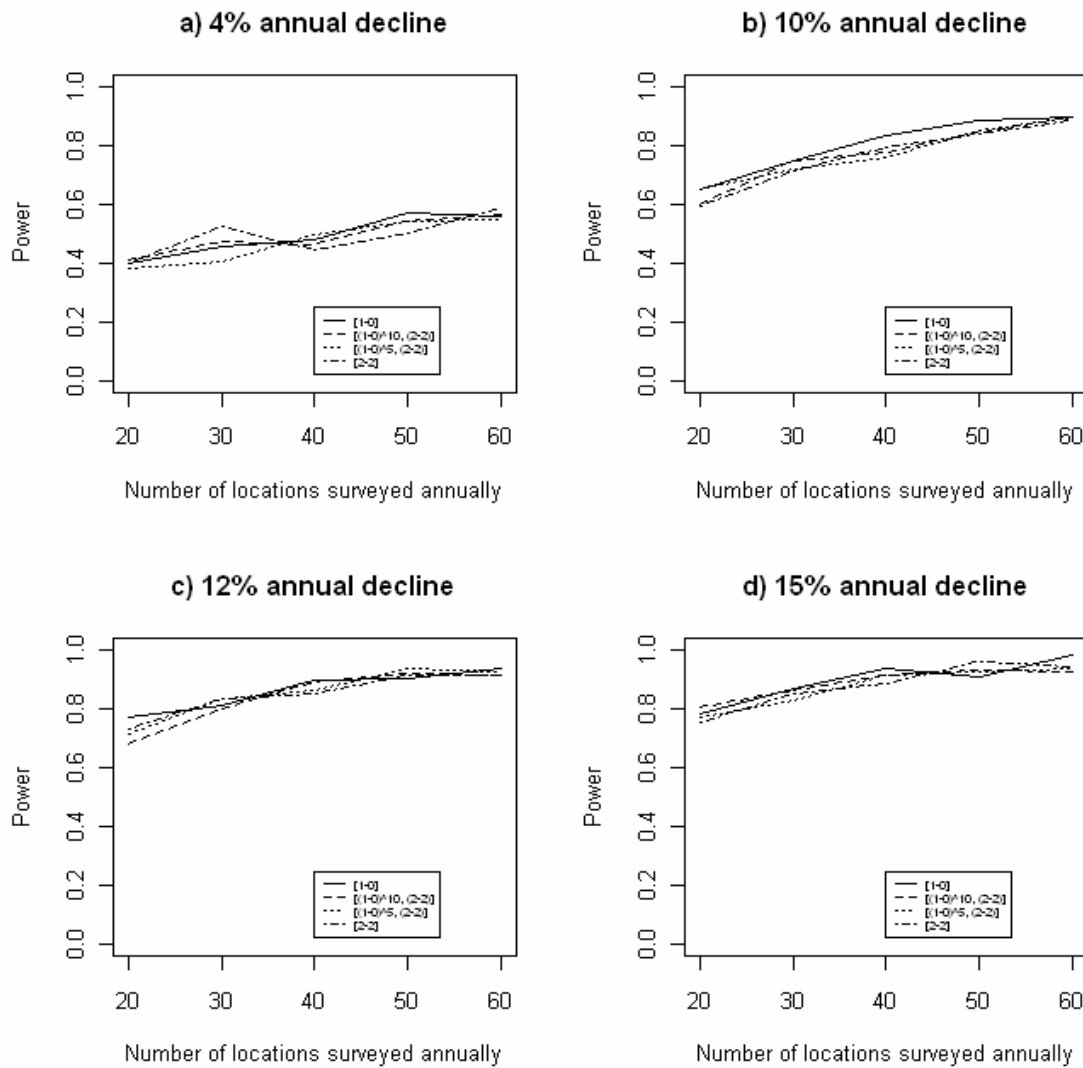 a) 4% annual decline
1.0
0.8
0.6
0.4
0.2
0.0
Power
[1-0]
[(1-0)^10, (2-2)]
[(1-0)^5, (2-2)]
[2-2]
20 30 40 50 60
Number of locations surveyed annually
b) 10% annual decline
1.0
0.8
0.6
0.4
0.2
0.0
Power
[1-0]
[(1-0)^10, (2-2)]
[(1-0)^5, (2-2)]
[2-2]
20 30 40 50 60
Number of locations surveyed annually
c) 12% annual decline
1.0
0.8
0.6
0.4
0.2
0.0
Power
[1-0]
[(1-0)^10, (2-2)]
[(1-0)^5, (2-2)]
[2-2]
20 30 40 50 60
Number of locations surveyed annually
d) 15% annual decline
1.0
0.8
0.6
0.4
0.2
0.0
Power
[1-0]
[(1-0)^10, (2-2)]
[(1-0)^5, (2-2)]
[2-2]
20 30 40 50 60
Number of locations surveyed annually